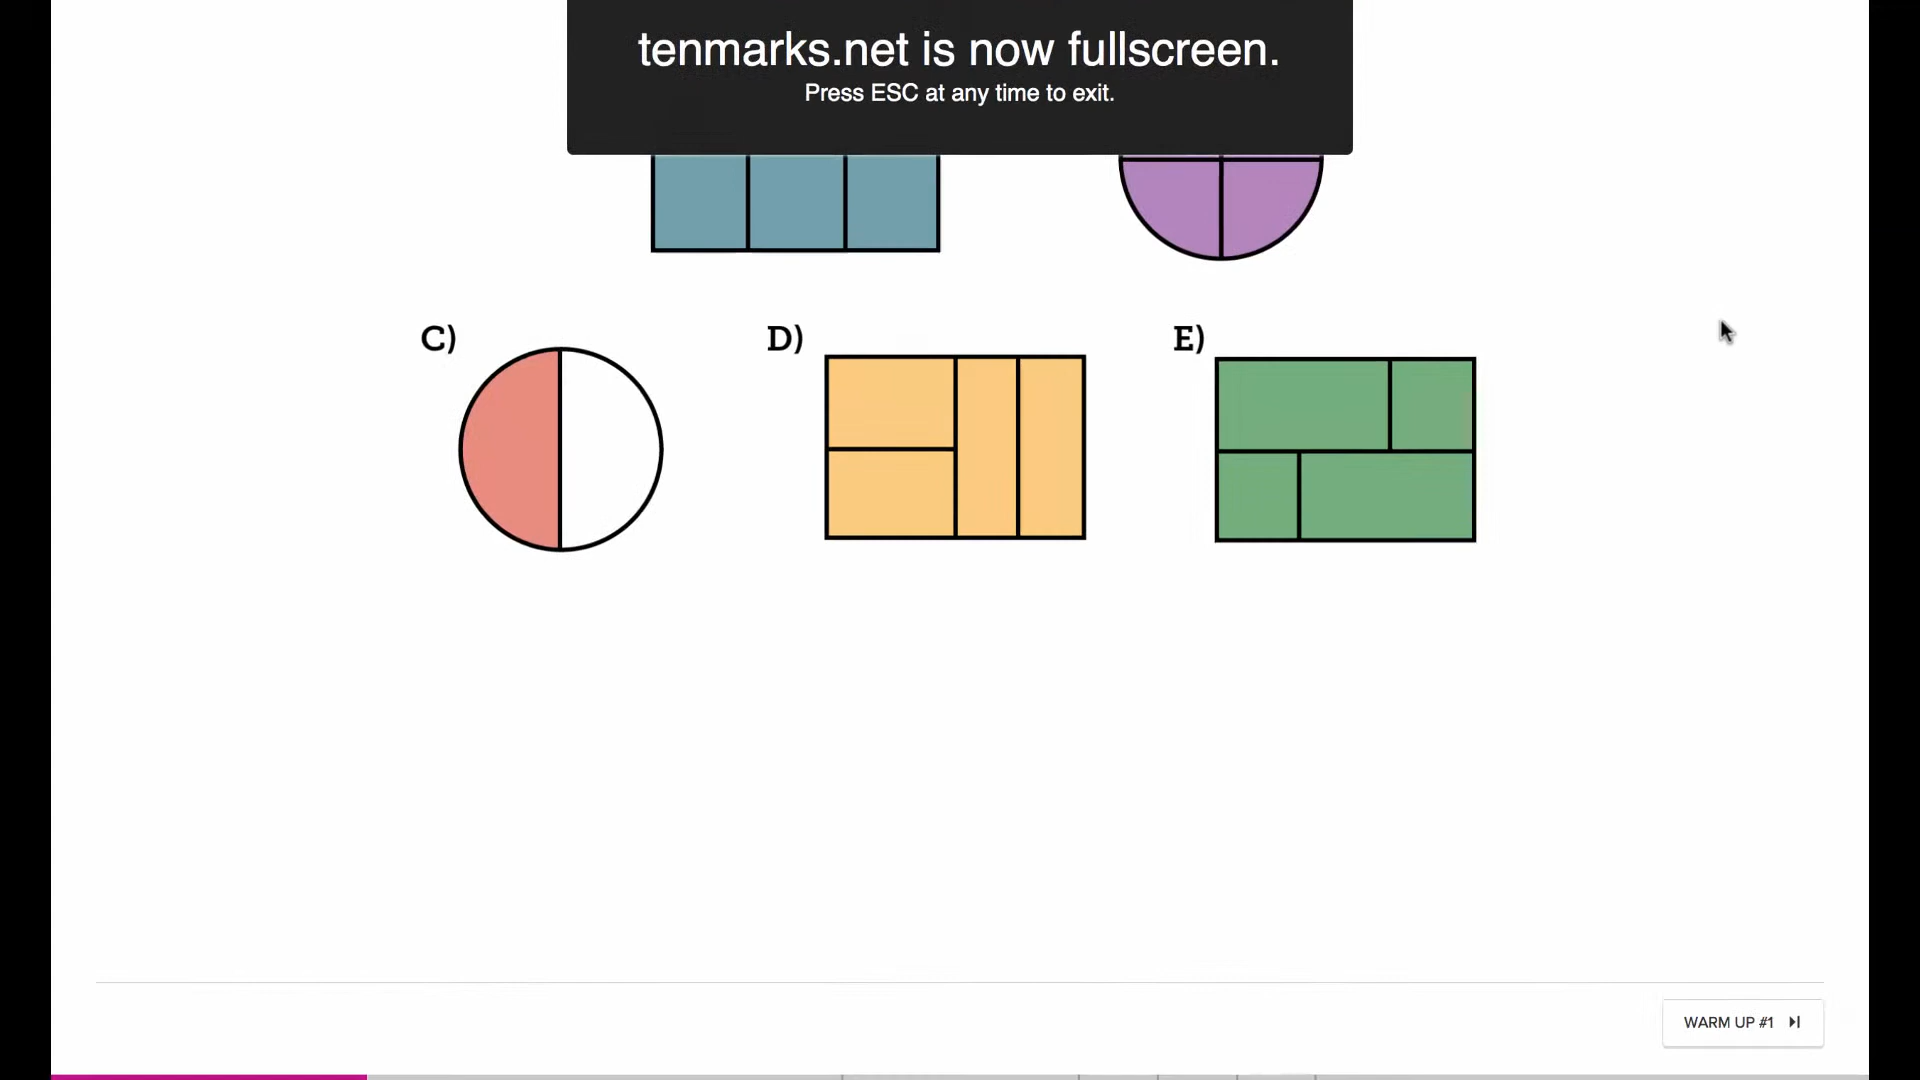 tenmarks.net is now fullscreen.
Press ESC at any time to exit.
C) D) E)
WARM UP #1